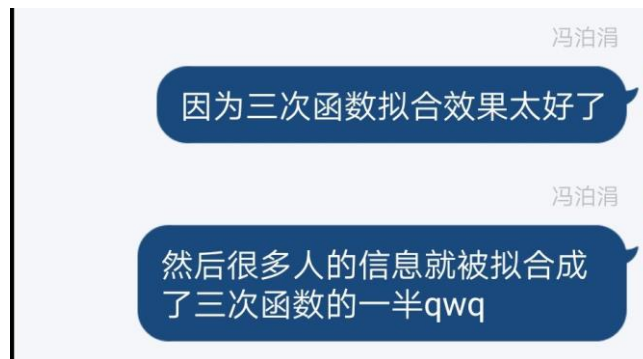 冯泊涓
因为三次函数拟合效果太好了
冯泊涓
然后很多人的信息就被拟合成
了三次函数的一半qwq